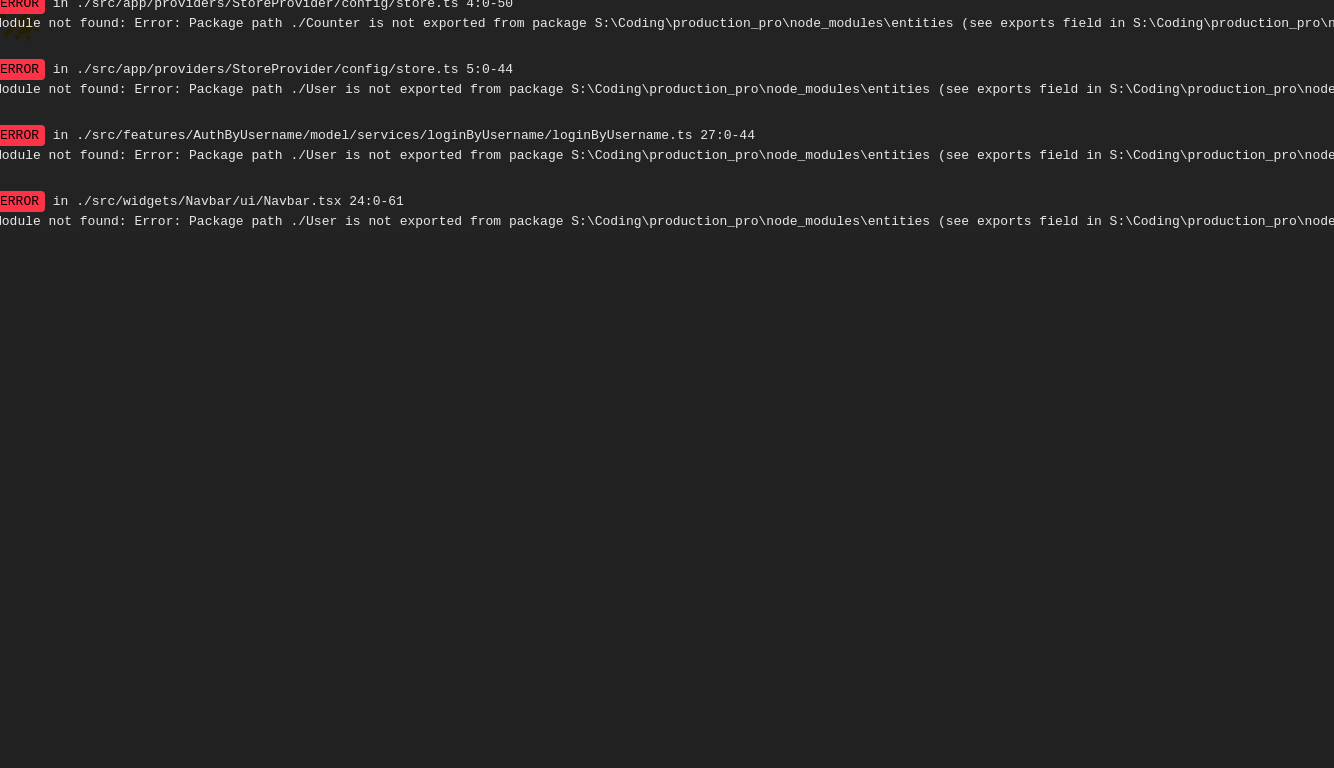 ERROR in ./src/app/providers/StoreProvider/config/store.ts 4:0-50
Module not found: Error: Package path ./Counter is not exported from package S:\Coding\production_pro\node_modules\entities (see exports field in S:\Coding\production_pro\n
ERROR in ./src/app/providers/StoreProvider/config/store.ts 5:0-44
Module not found: Error: Package path ./User is not exported from package S:\Coding\production_pro\node_modules\entities (see exports field in S:\Coding\production_pro\node
ERROR in ./src/features/AuthByUsername/model/services/loginByUsername/loginByUsername.ts 27:0-44
Module not found: Error: Package path ./User is not exported from package S:\Coding\production_pro\node_modules\entities (see exports field in S:\Coding\production_pro\node
ERROR in ./src/widgets/Navbar/ui/Navbar.tsx 24:0-61
Module not found: Error: Package path ./User is not exported from package S:\Coding\production_pro\node_modules\entities (see exports field in S:\Coding\production_pro\node